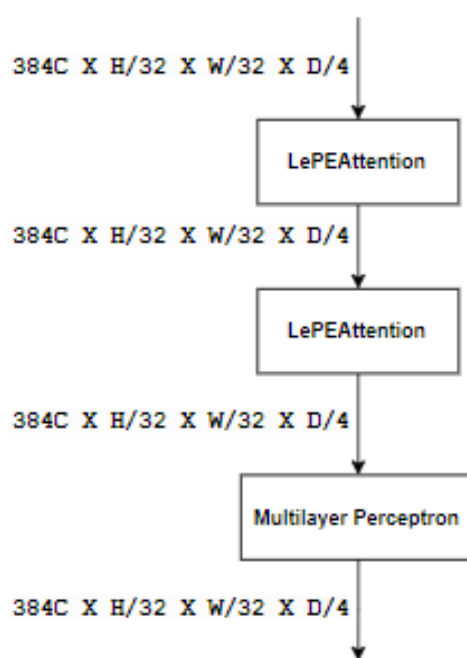 384C X H/32 X W/32 X D/4
LePEAttention
384C X H/32 X W/32 X D/4
LePEAttention
384C X H/32 X W/32 X D/4
Multilayer Perceptron
384C X H/32 X W/32 X D/4